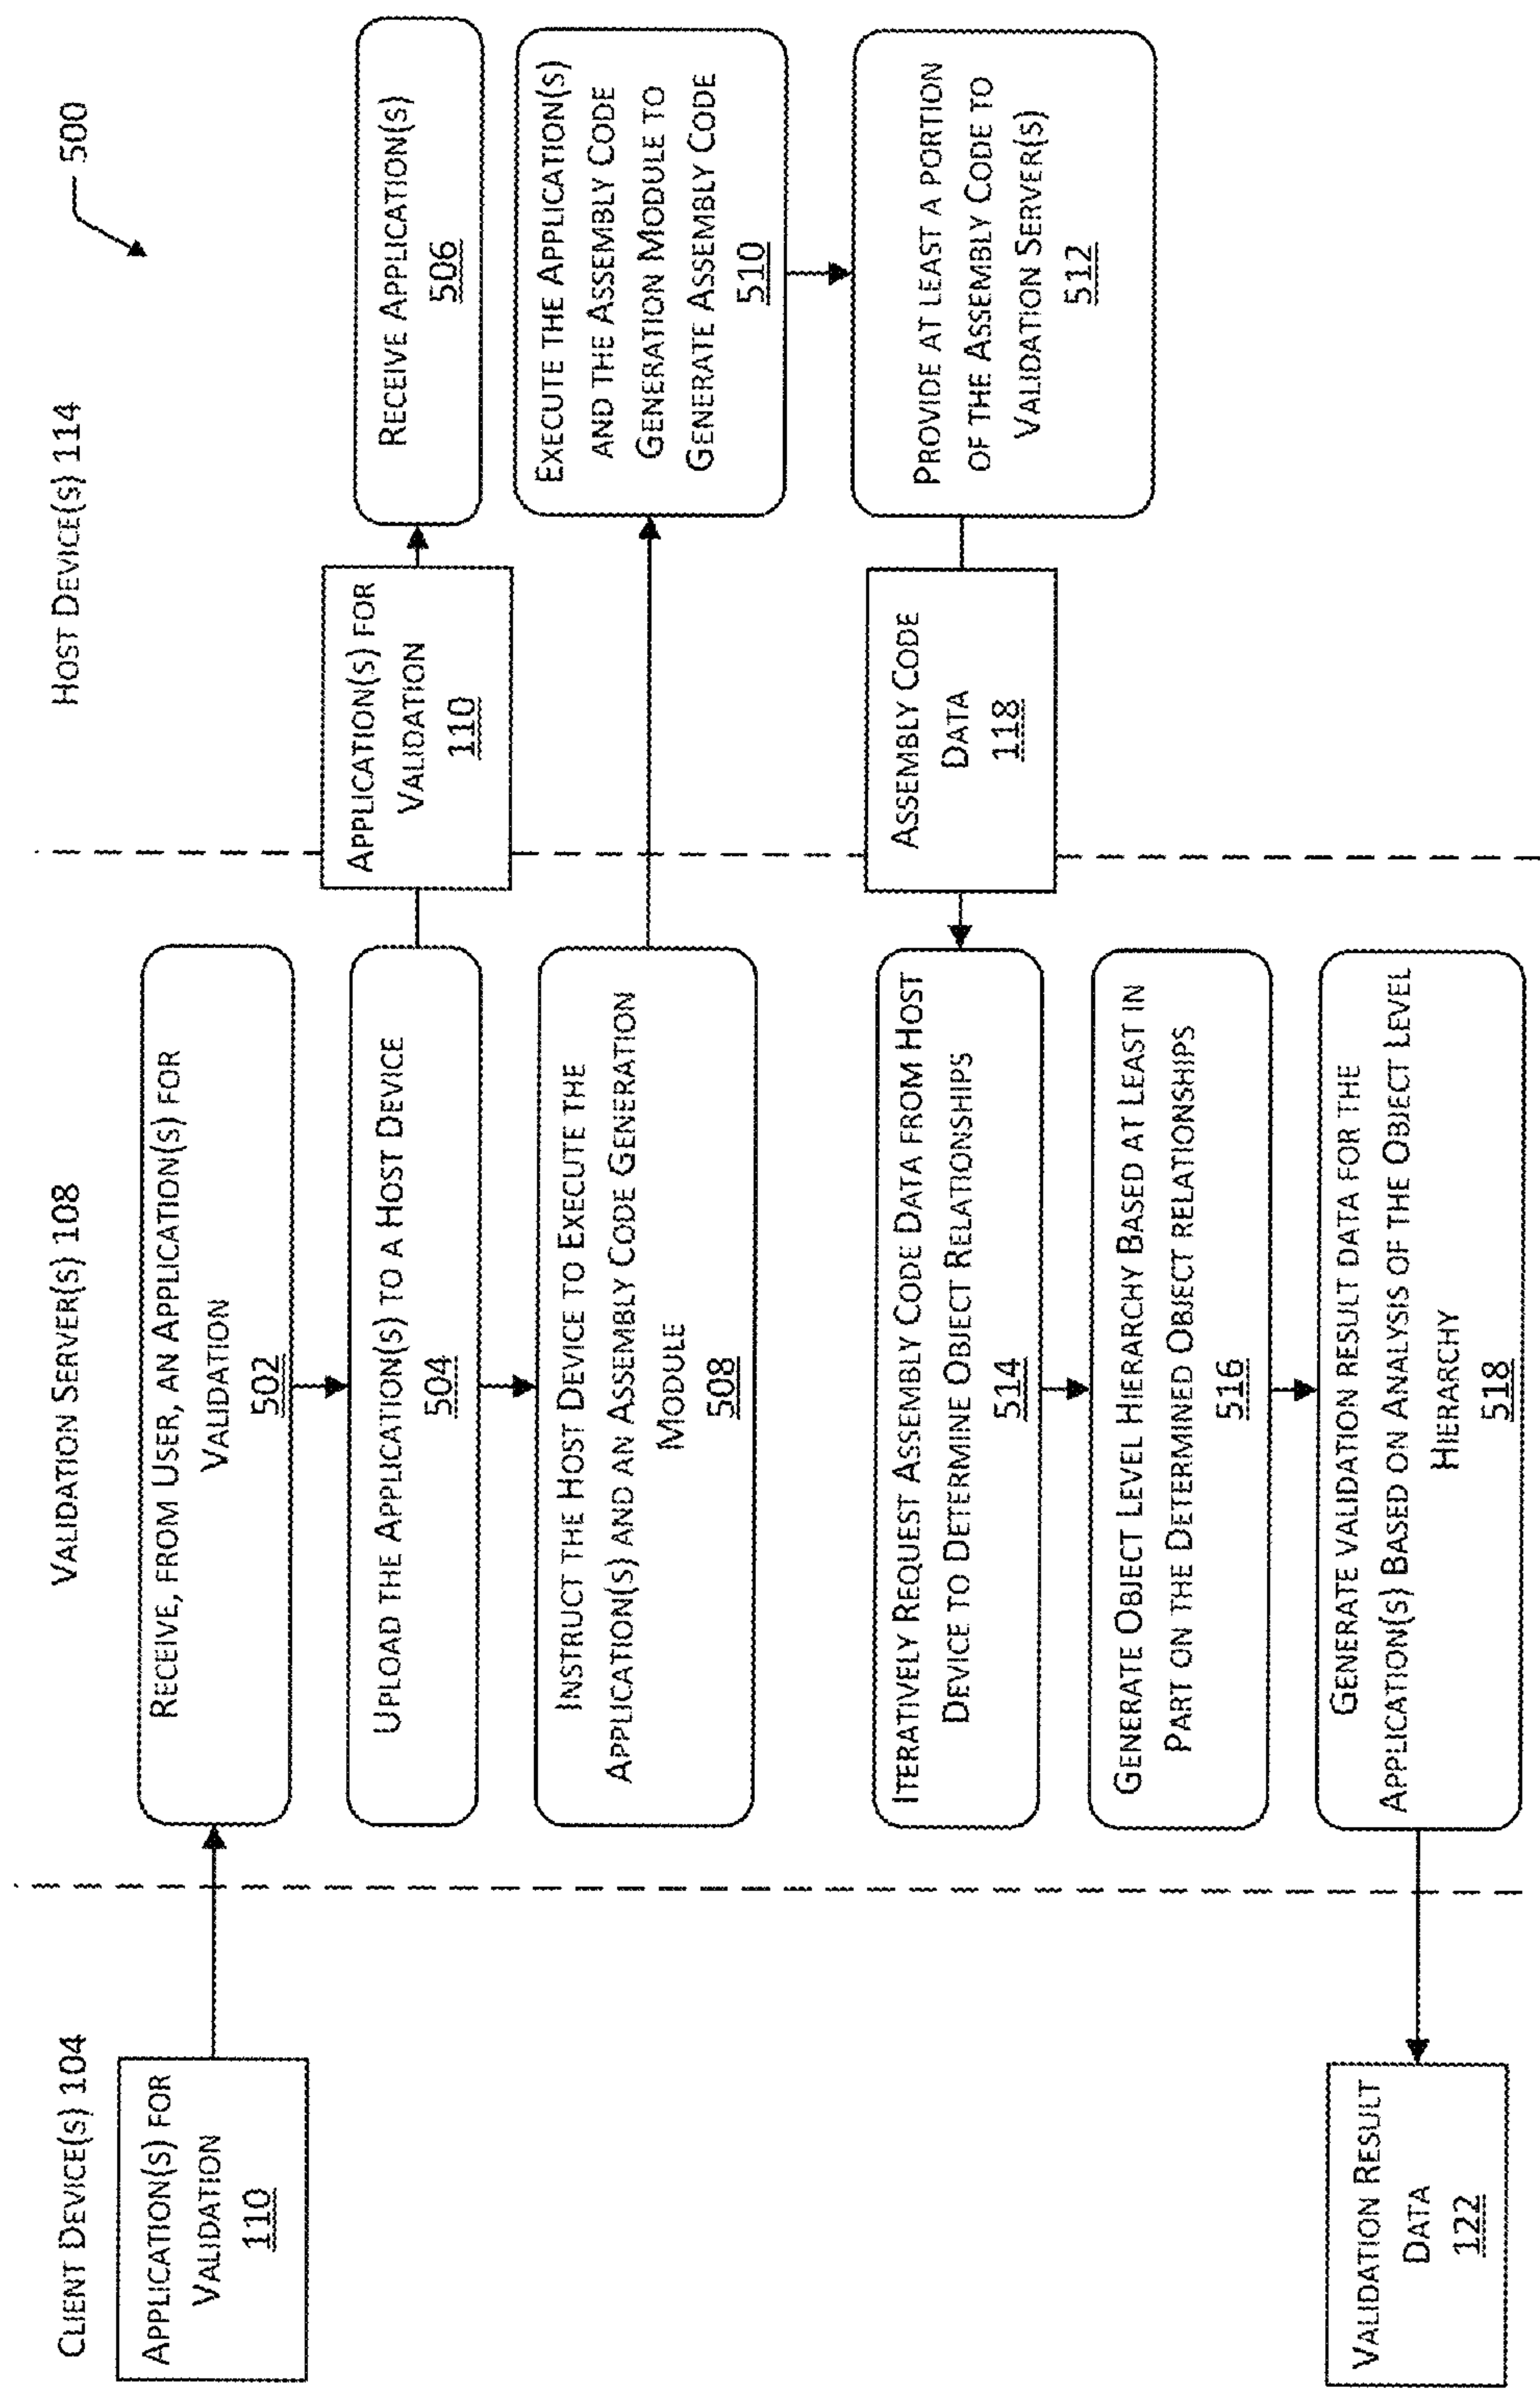 500
CLIENT DEVICE(S) 104
VALIDATION SERVER(S) 108
HOST DEVICE(S) 114
APPLICATION(S) FOR
VALIDATION
110
RECEIVE, FROM USER, AN APPLICATION(S) FOR
VALIDATION
502
UPLOAD THE APPLICATION(S) TO A HOST DEVICE
504
APPLICATION(S) FOR
VALIDATION
110
RECEIVE APPLICATION(S)
506
INSTRUCT THE HOST DEVICE TO EXECUTE THE
APPLICATION(S) AND AN ASSEMBLY CODE GENERATION
MODULE
508
EXECUTE THE APPLICATION(S)
AND THE ASSEMBLY CODE
GENERATION MODULE TO
GENERATE ASSEMBLY CODE
510
PROVIDE AT LEAST A PORTION
OF THE ASSEMBLY CODE TO
VALIDATION SERVER(S)
512
ASSEMBLY CODE
DATA
118
ITERATIVELY REQUEST ASSEMBLY CODE DATA FROM HOST
DEVICE TO DETERMINE OBJECT RELATIONSHIPS
514
GENERATE OBJECT LEVEL HIERARCHY BASED AT LEAST IN
PART ON THE DETERMINED OBJECT RELATIONSHIPS
516
GENERATE VALIDATION RESULT DATA FOR THE
APPLICATION(S) BASED ON ANALYSIS OF THE OBJECT LEVEL
HIERARCHY
518
VALIDATION RESULT
DATA
122